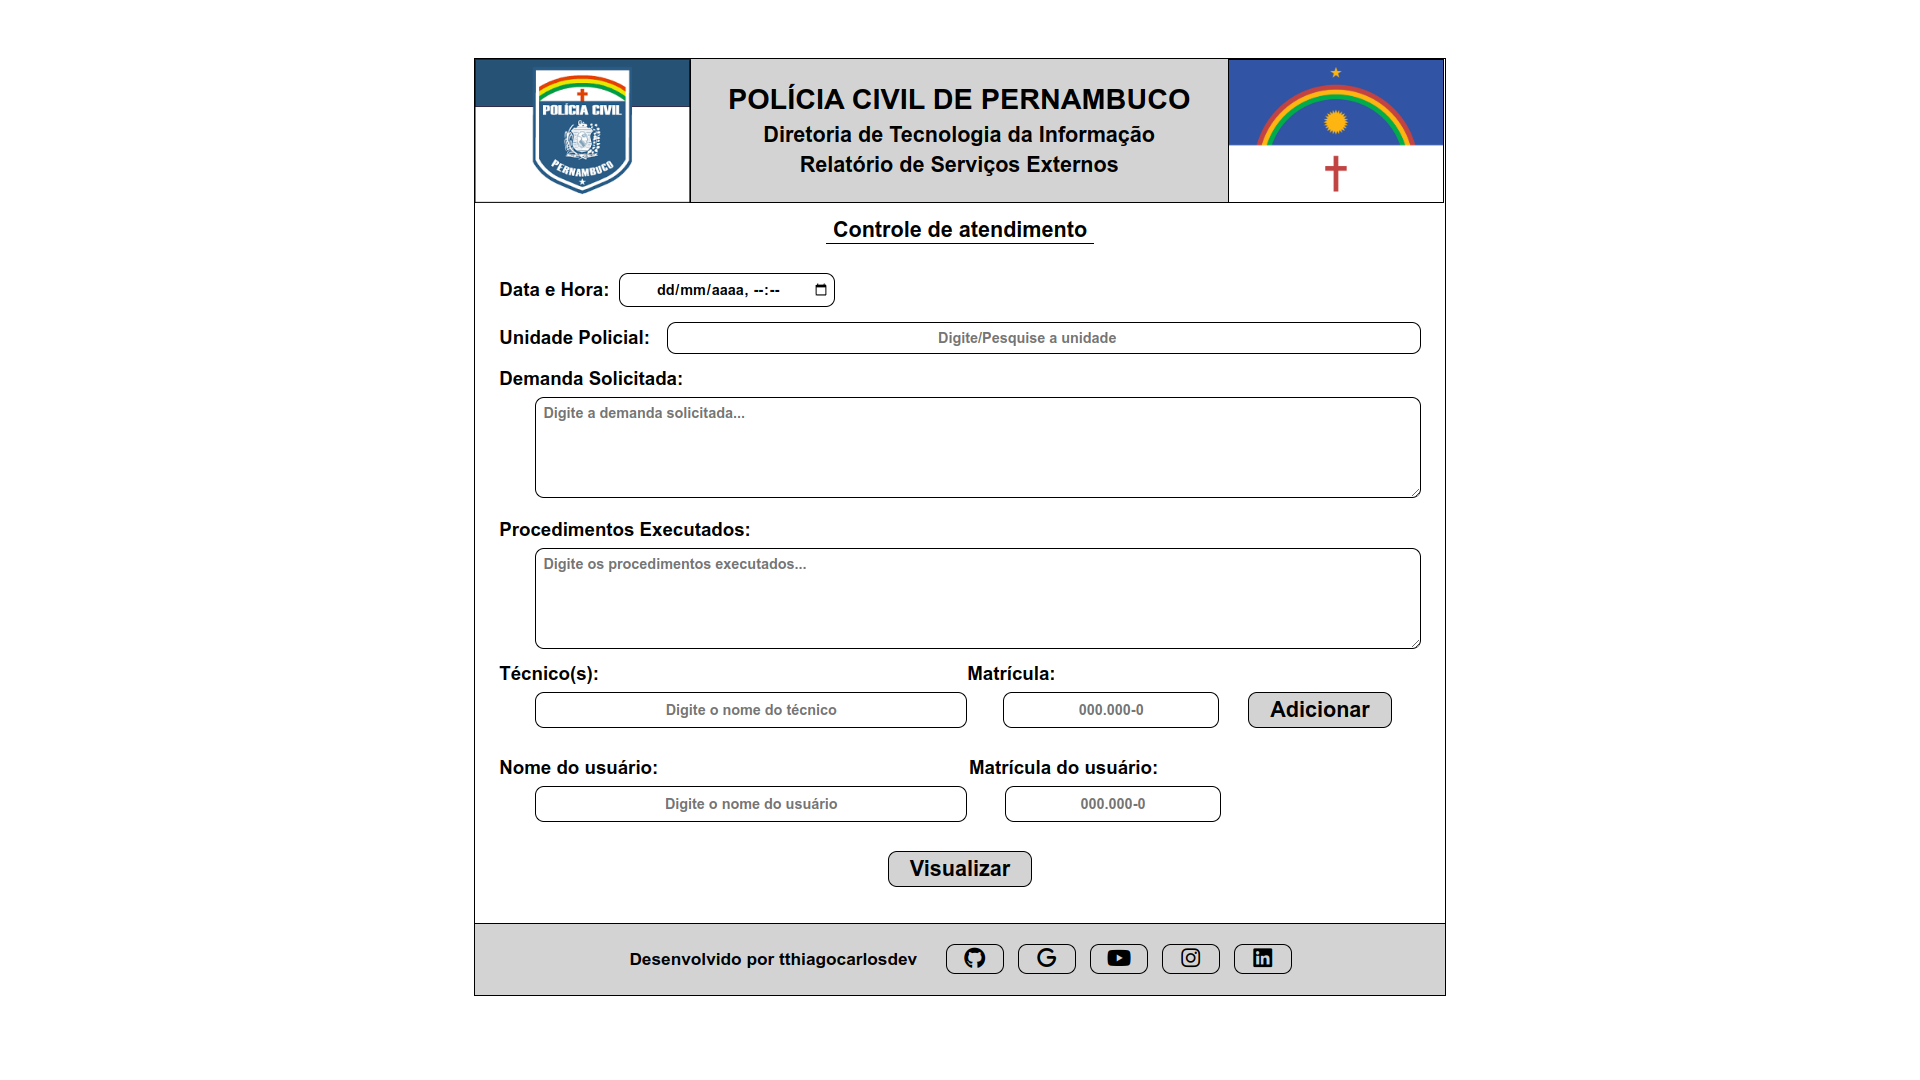 POLÍCIA CIVIL
PERNAMBUCO
POLÍCIA CIVIL DE PERNAMBUCO
Diretoria de Tecnologia da Informação
Relatório de Serviços Externos
Controle de atendimento
Data e Hora: dd/mm/aaaa, --:--
Unidade Policial: Digite/Pesquise a unidade
Demanda Solicitada:
Digite a demanda solicitada...
Procedimentos Executados:
Digite os procedimentos executados...
Técnico(s): Matrícula:
Digite o nome do técnico 000.000-0 Adicionar
Nome do usuário: Matrícula do usuário:
Digite o nome do usuário 000.000-0
Visualizar
Desenvolvido por tthiagocarlosdev